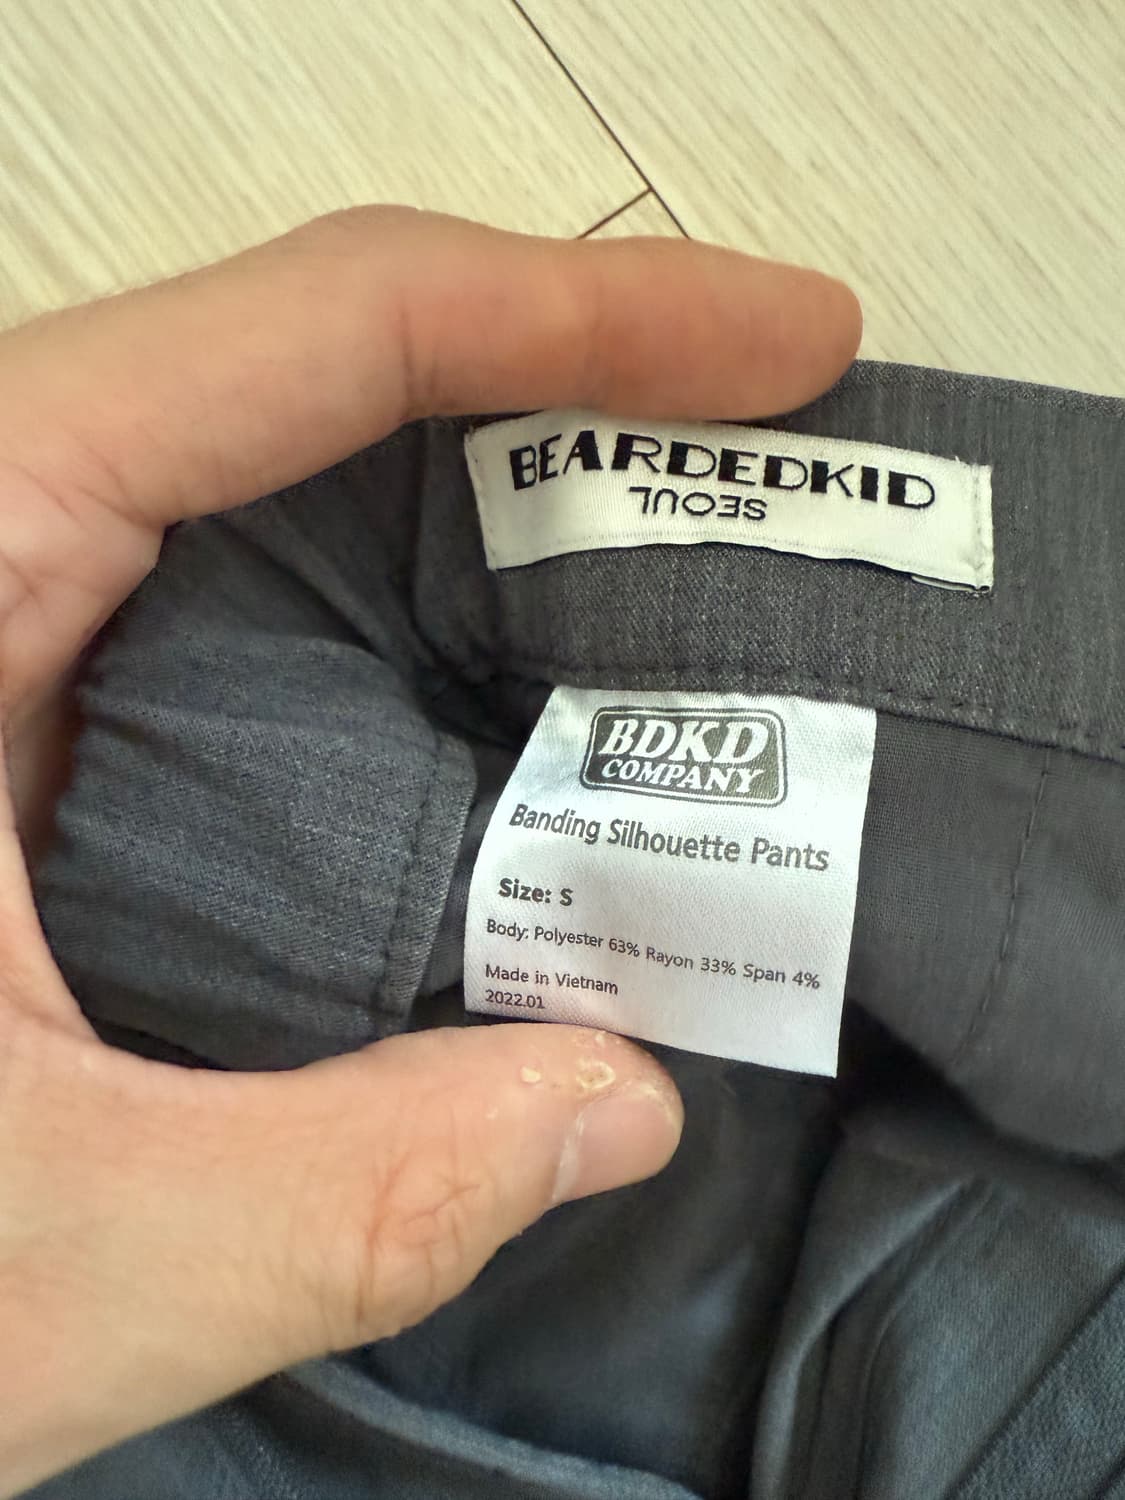 BEARDEDKID
SEOUL
BDKD
COMPANY
Banding Silhouette Pants
Size: S
Body: Polyester 63% Rayon 33% Span 4%
Made in Vietnam
2022.01